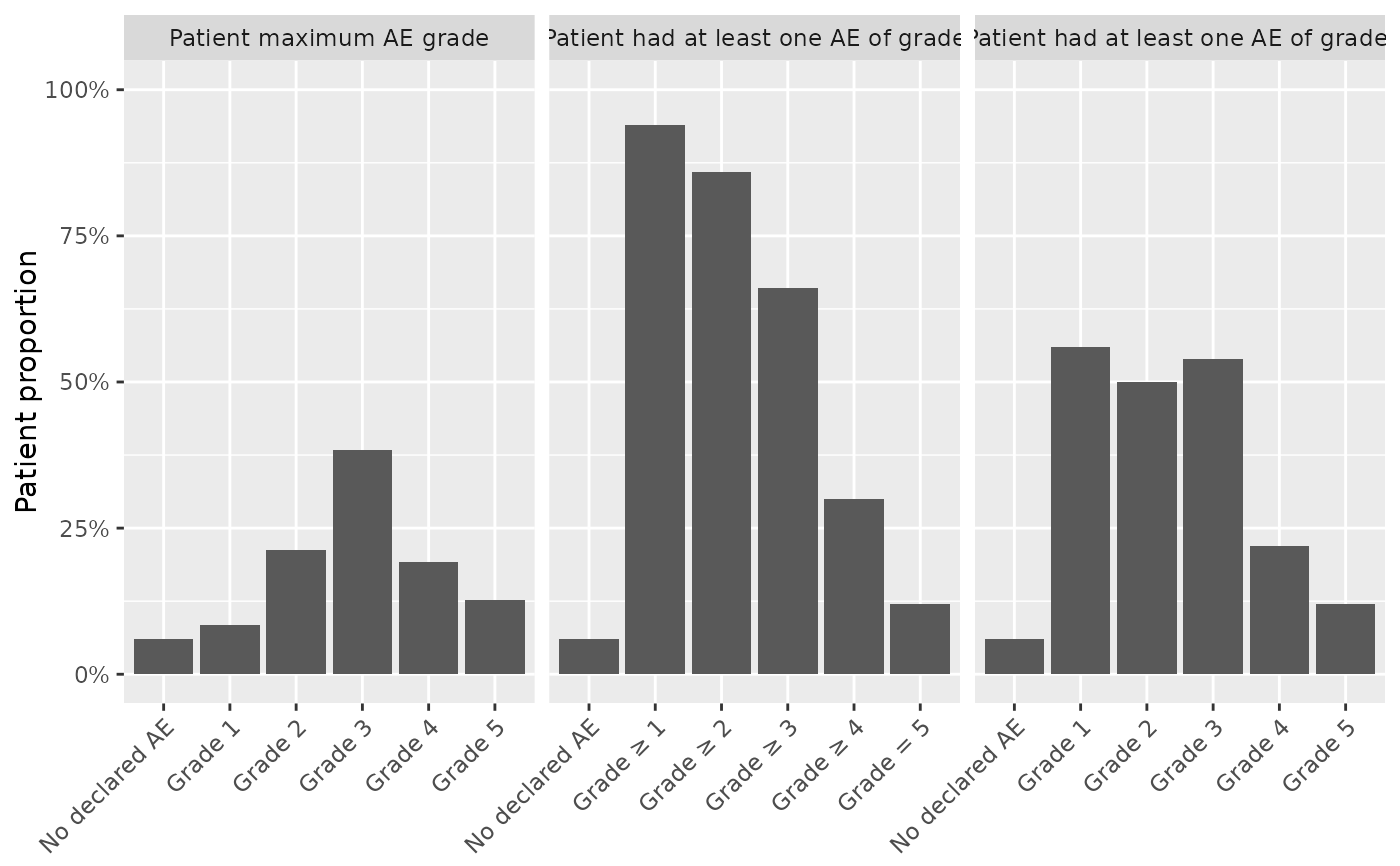 Patient maximum AE grade
Patient had at least one AE of grade
Patient had at least one AE of grade
Patient proportion
100%
75%
50%
25%
0%
No declared AE
Grade 1
Grade 2
Grade 3
Grade 4
Grade 5
No declared AE
Grade ≥ 1
Grade ≥ 2
Grade ≥ 3
Grade ≥ 4
Grade = 5
No declared AE
Grade 1
Grade 2
Grade 3
Grade 4
Grade 5